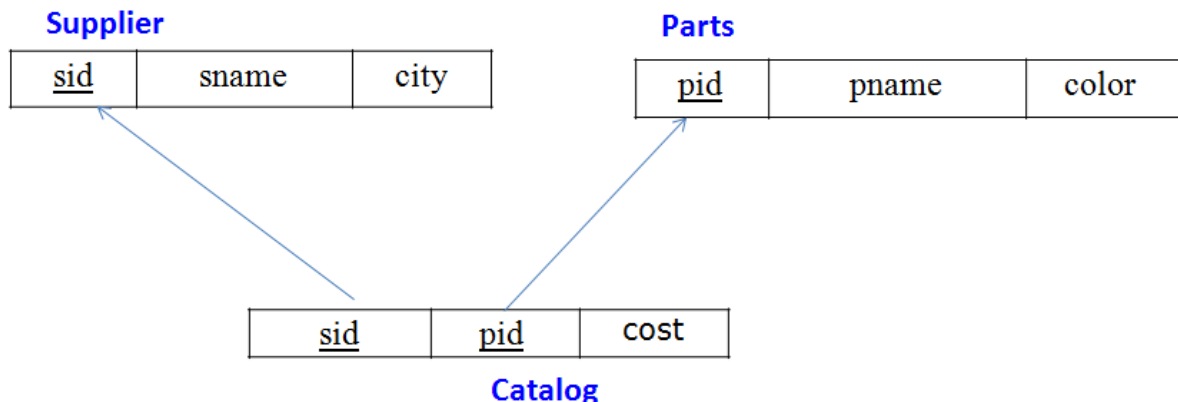 Supplier
Parts
sid sname city
pid pname color
sid pid cost
Catalog